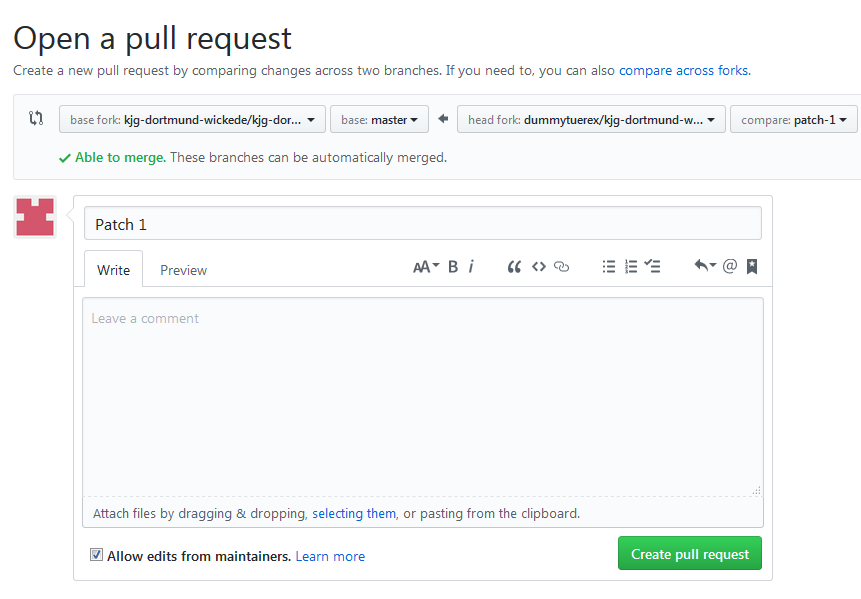 Open a pull request
Create a new pull request by comparing changes across two branches. If you need to, you can also compare across forks.
base fork: kjg-dortmund-wickede/kjg-dor... base: master head fork: dummytuerex/kjg-dortmund-w... compare: patch-1
Able to merge. These branches can be automatically merged.
Patch 1
Write Preview AA B i @
Leave a comment
Attach files by dragging & dropping, selecting them, or pasting from the clipboard.
Allow edits from maintainers. Learn more Create pull request